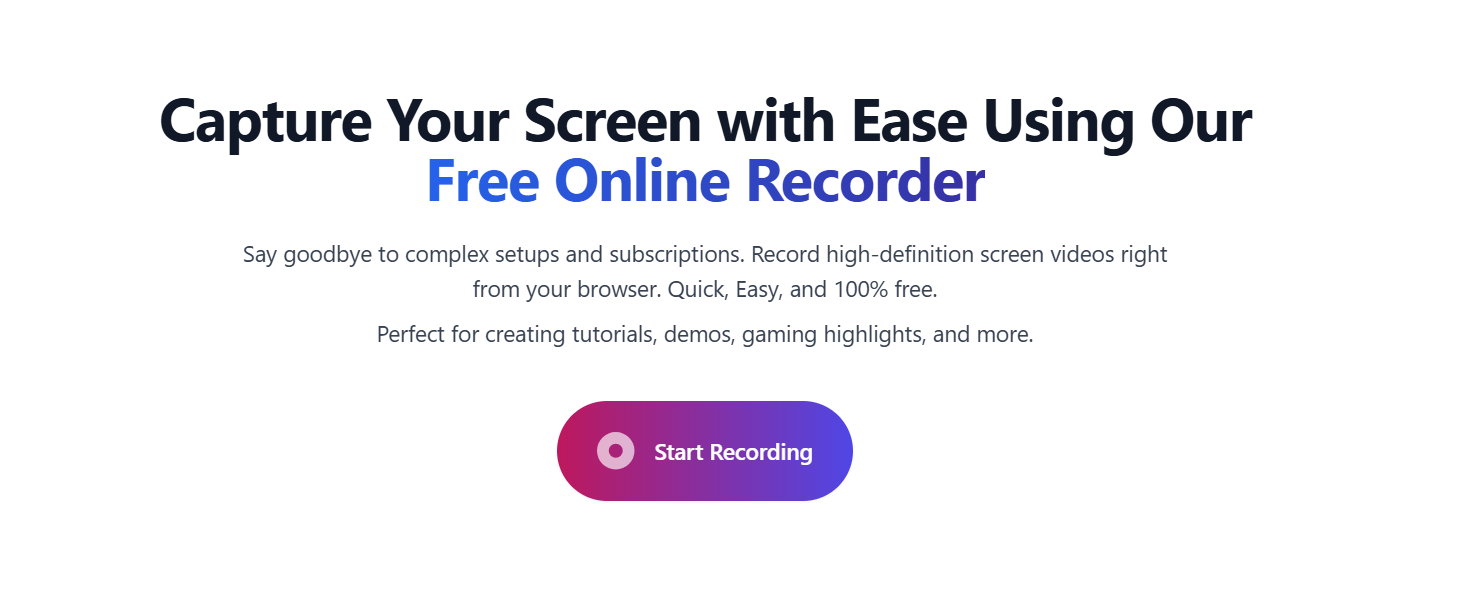 Capture Your Screen with Ease Using Our
Free Online Recorder
Say goodbye to complex setups and subscriptions. Record high-definition screen videos right
from your browser. Quick, Easy, and 100% free.
Perfect for creating tutorials, demos, gaming highlights, and more.
Start Recording